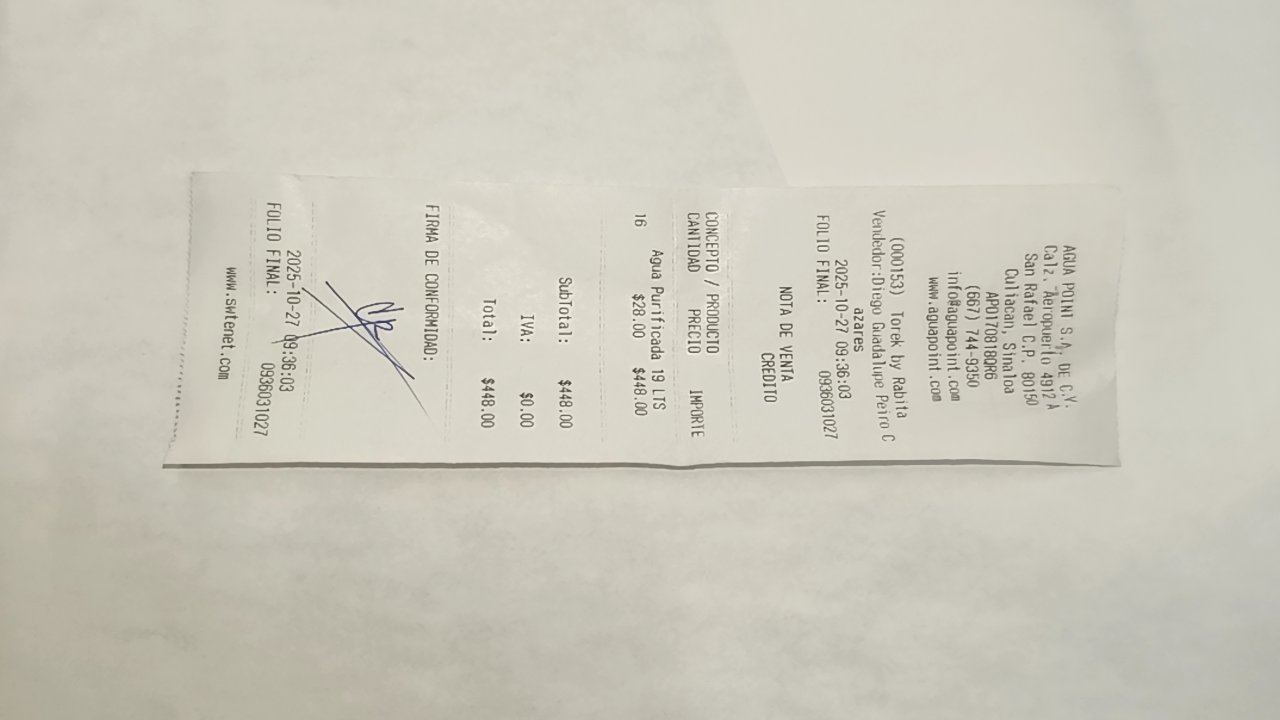 AGUA POINT S.A. DE C.V.
Calz. Aeropuerto 4912 A
San Rafael C.P. 80150
Culiacan, Sinaloa
APO170818QR6
(667) 744-9350
info@aguapoint.com
www.aguapoint.com
(000153) Torek by Rabita
Vendedor:Diego Guadalupe Peiro C
azares
2025-10-27 09:36:03
FOLIO FINAL: 0936031027
NOTA DE VENTA
CREDITO
CONCEPTO / PRODUCTO
CANTIDAD PRECIO IMPORTE
Agua Purificada 19 LTS
16 $28.00 $448.00
SubTotal: $448.00
IVA: $0.00
Total: $448.00
FIRMA DE CONFORMIDAD:
2025-10-27 09:36:03
FOLIO FINAL: 0936031027
www.swtenet.com